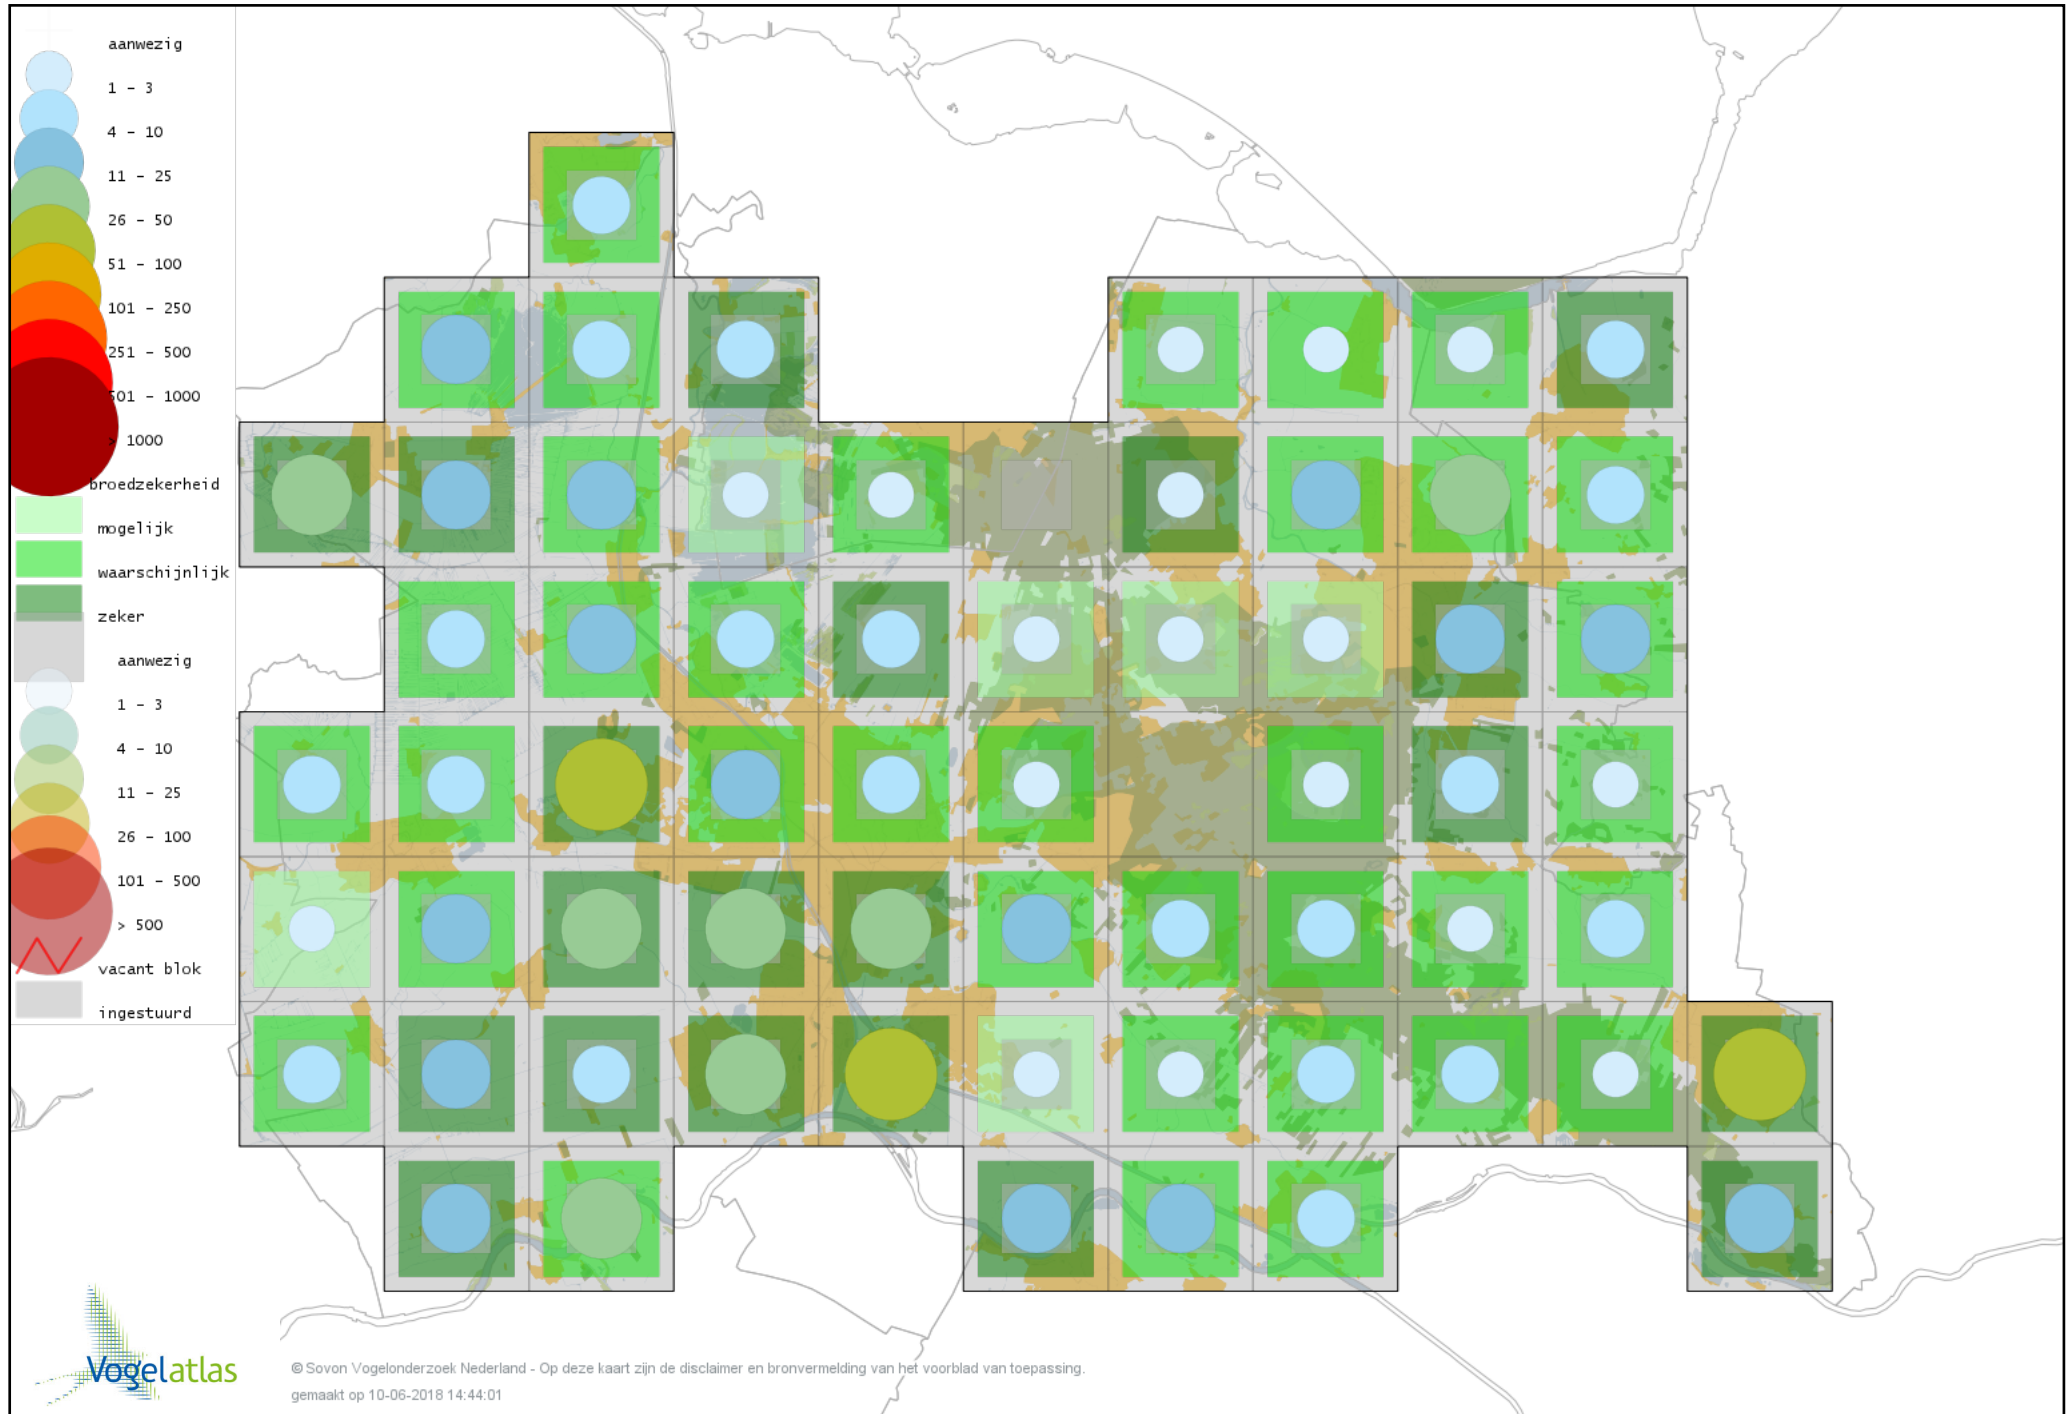 aanwezig
1 - 3
4 - 10
11 - 25
26 - 50
51 - 100
101 - 250
251 - 500
501 - 1000
> 1000
broedzekerheid
mogelijk
waarschijnlijk
zeker
aanwezig
1 - 3
4 - 10
11 - 25
26 - 100
101 - 500
> 500
vacant blok
ingestuurd
Vogelatlas
© Sovon Vogelonderzoek Nederland - Op deze kaart zijn de disclaimer en bronvermelding van het voorblad van toepassing.
gemaakt op 10-06-2018 14:44:01